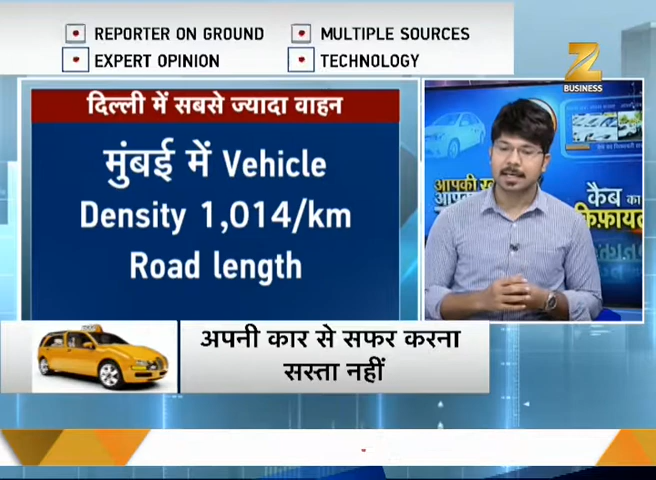 REPORTER ON GROUND
MULTIPLE SOURCES
EXPERT OPINION
TECHNOLOGY
Z
BUSINESS
दिल्ली में सबसे ज्यादा वाहन
मुंबई में Vehicle
Density 1,014/km
Road length
आपकी
कैब का
अपनी कार से सफर करना
सस्ता नहीं